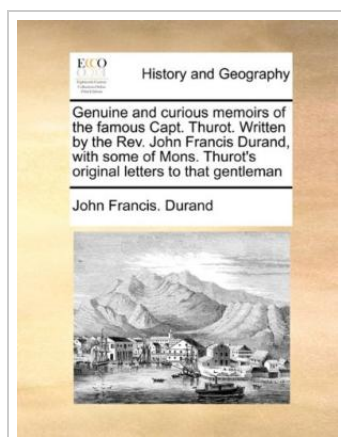 ECCO
History and Geography
Genuine and curious memoirs of
the famous Capt. Thurot. Written
by the Rev. John Francis Durand,
with some of Mons. Thurot's
original letters to that gentleman
John Francis. Durand